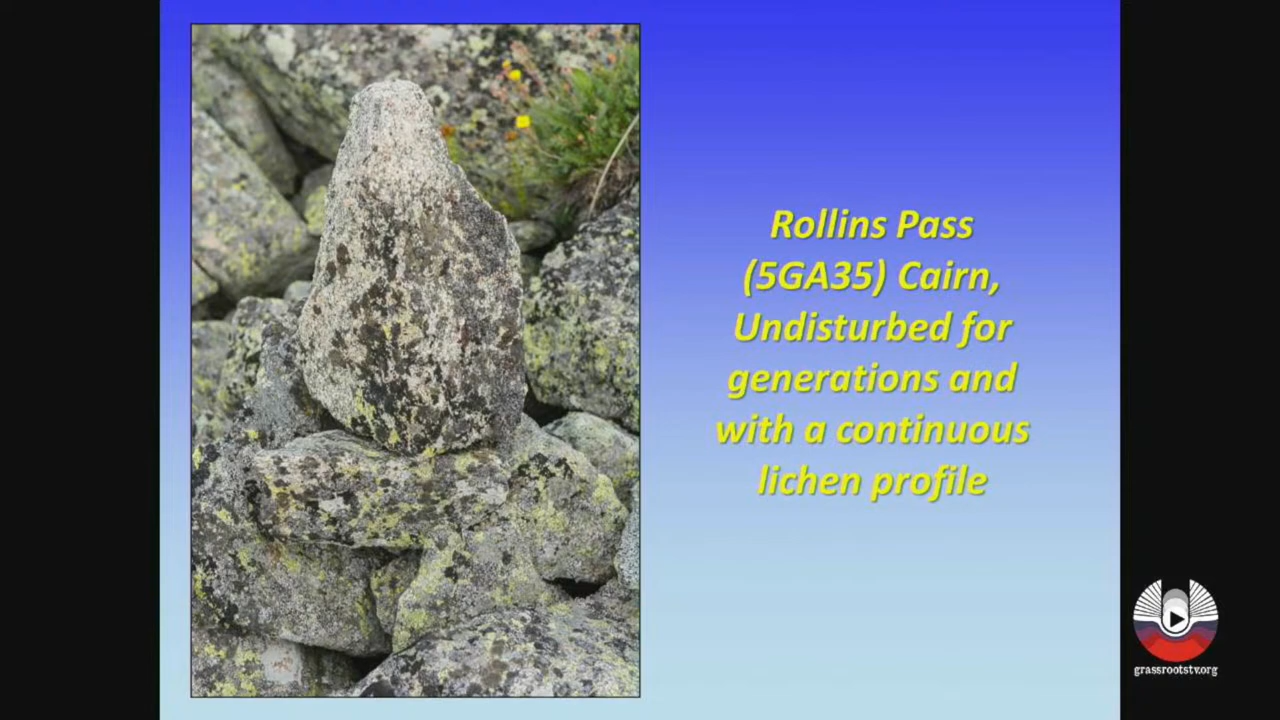 Rollins Pass
(5GA35) Cairn,
Undisturbed for
generations and
with a continuous
lichen profile
grassrootstv.org